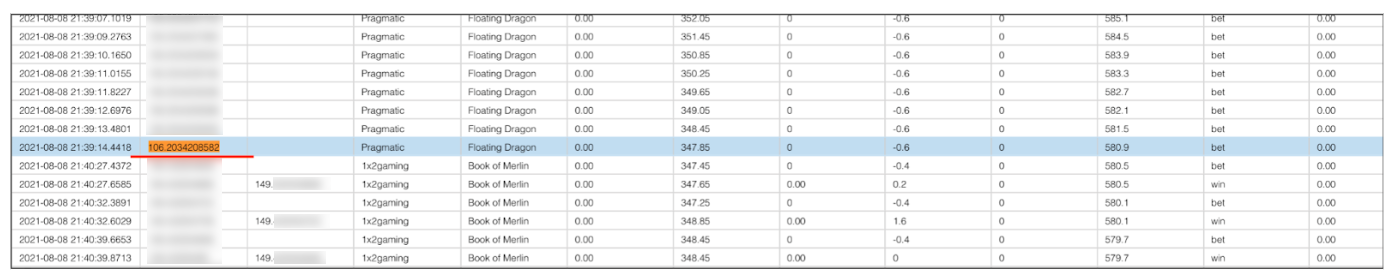 2021-08-08 21:39:07.1019 Pragmatic Floating Dragon 0.00 352.05 0 -0.6 0 585.1 bet 0.00
2021-08-08 21:39:09.2763 Pragmatic Floating Dragon 0.00 351.45 0 -0.6 0 584.5 bet 0.00
2021-08-08 21:39:10.1650 Pragmatic Floating Dragon 0.00 350.85 0 -0.6 0 583.9 bet 0.00
2021-08-08 21:39:11.0155 Pragmatic Floating Dragon 0.00 350.25 0 -0.6 0 583.3 bet 0.00
2021-08-08 21:39:11.8227 Pragmatic Floating Dragon 0.00 349.65 0 -0.6 0 582.7 bet 0.00
2021-08-08 21:39:12.6976 Pragmatic Floating Dragon 0.00 349.05 0 -0.6 0 582.1 bet 0.00
2021-08-08 21:39:13.4801 Pragmatic Floating Dragon 0.00 348.45 0 -0.6 0 581.5 bet 0.00
2021-08-08 21:39:14.4418 106.2034208582 Pragmatic Floating Dragon 0.00 347.85 0 -0.6 0 580.9 bet 0.00
2021-08-08 21:40:27.4372 1x2gaming Book of Merlin 0.00 347.45 0 -0.4 0 580.5 bet 0.00
2021-08-08 21:40:27.6585 149. 1x2gaming Book of Merlin 0.00 347.65 0.00 0.2 0 580.5 win 0.00
2021-08-08 21:40:32.3891 1x2gaming Book of Merlin 0.00 347.25 0 -0.4 0 580.1 bet 0.00
2021-08-08 21:40:32.6029 149. 1x2gaming Book of Merlin 0.00 348.85 0.00 1.6 0 580.1 win 0.00
2021-08-08 21:40:39.6653 1x2gaming Book of Merlin 0.00 348.45 0 -0.4 0 579.7 bet 0.00
2021-08-08 21:40:39.8713 149. 1x2gaming Book of Merlin 0.00 348.45 0.00 0 0 579.7 win 0.00